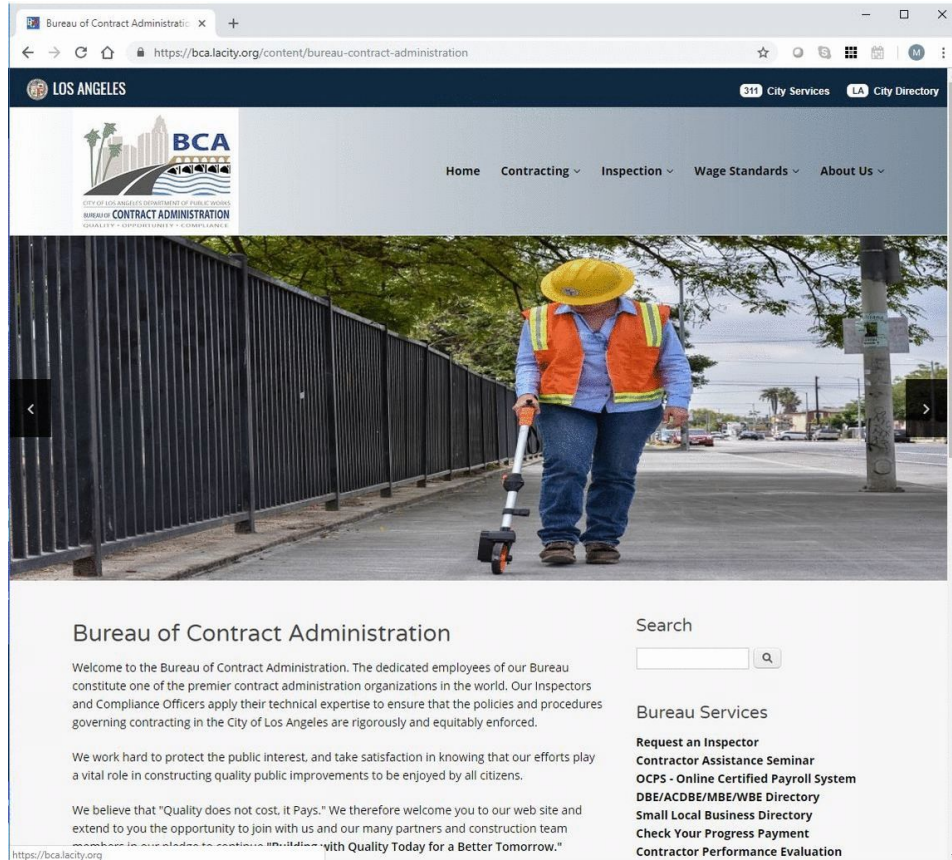 Bureau of Contract Administratio
https://bca.lacity.org/content/bureau-contract-administration
M
LOS ANGELES
311 City Services LA City Directory
BCA
CITY OF LOS ANGELES DEPARTMENT OF PUBLIC WORKS
BUREAU OF CONTRACT ADMINISTRATION
QUALITY • OPPORTUNITY • COMPLIANCE
Home Contracting Inspection Wage Standards About Us
Bureau of Contract Administration
Welcome to the Bureau of Contract Administration. The dedicated employees of our Bureau
constitute one of the premier contract administration organizations in the world. Our Inspectors
and Compliance Officers apply their technical expertise to ensure that the policies and procedures
governing contracting in the City of Los Angeles are rigorously and equitably enforced.
We work hard to protect the public interest, and take satisfaction in knowing that our efforts play
a vital role in constructing quality public improvements to be enjoyed by all citizens.
We believe that "Quality does not cost, it Pays." We therefore welcome you to our web site and
extend to you the opportunity to join with us and our many partners and construction team
members in our pledge to continue "Building with Quality Today for a Better Tomorrow."
Search
Bureau Services
Request an Inspector
Contractor Assistance Seminar
OCPS - Online Certified Payroll System
DBE/ACDBE/MBE/WBE Directory
Small Local Business Directory
Check Your Progress Payment
Contractor Performance Evaluation
https://bca.lacity.org